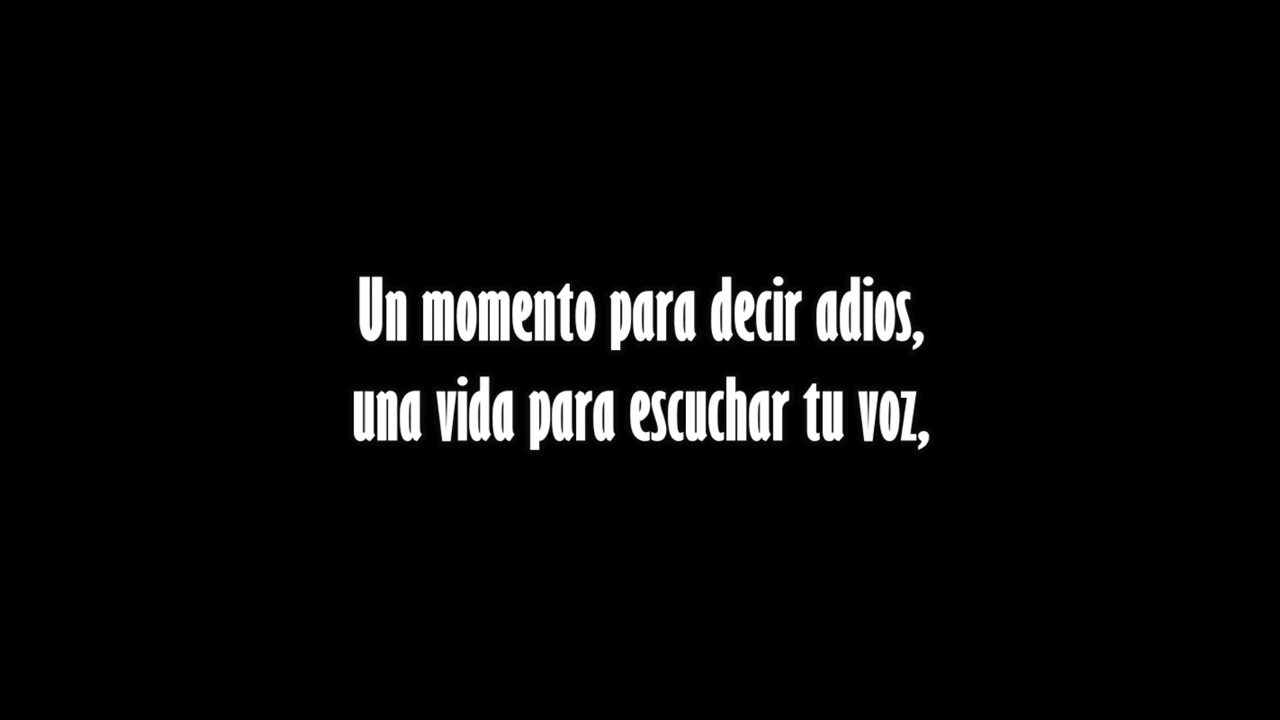 Un momento para decir adios,
una vida para escuchar tu voz,